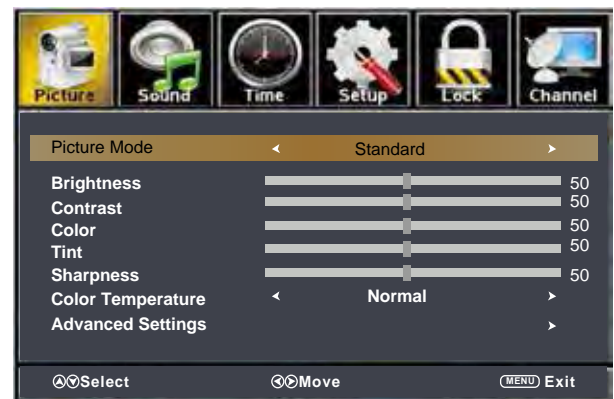 Picture Sound Time Setup Lock Channel
Picture Mode Standard
Brightness 50
Contrast 50
Color 50
Tint 50
Sharpness 50
Color Temperature Normal
Advanced Settings
Select Move MENU Exit